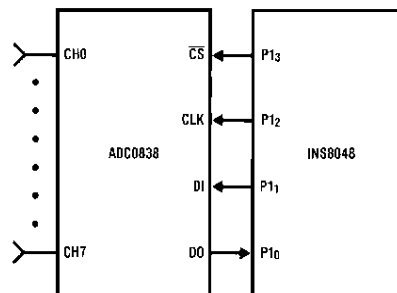 CH0 CS P1₃
CLK P1₂
ADC0838 INS8048
DI P1₁
CH7 DO P1₀